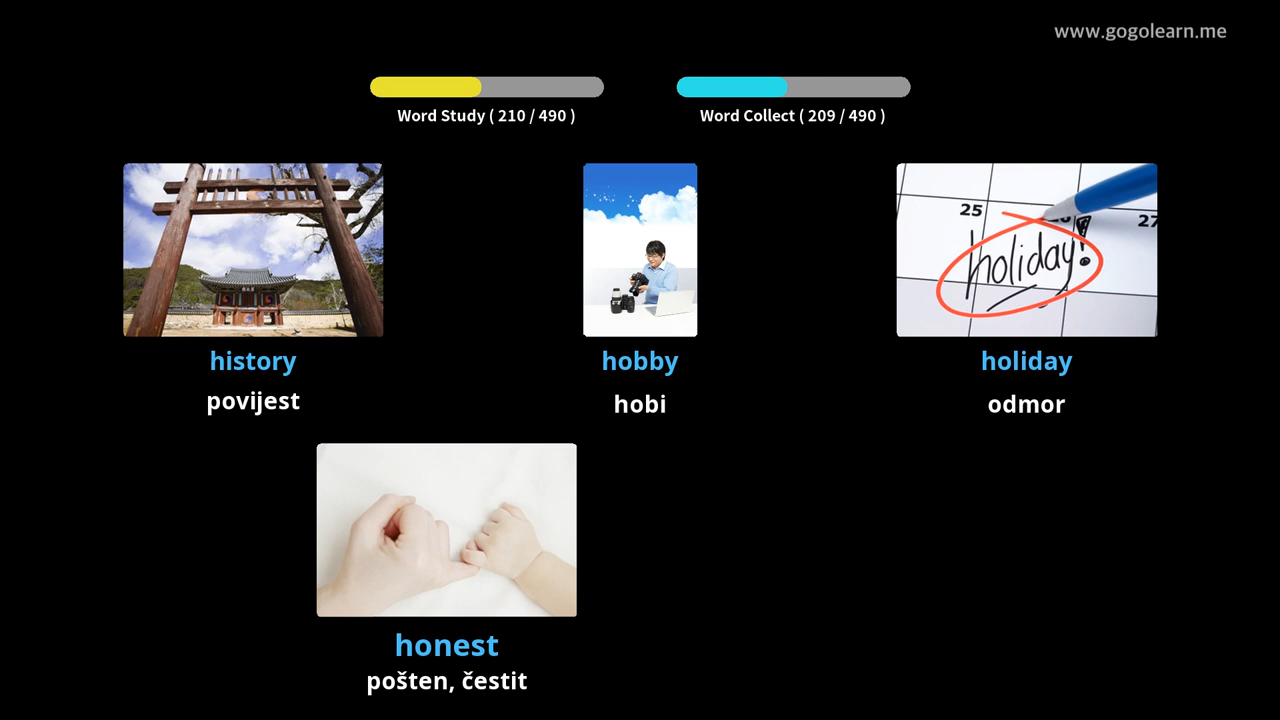 www.gogolearn.me
Word Study ( 210 / 490 )
Word Collect ( 209 / 490 )
25
27
holiday!
history
hobby
holiday
povijest
hobi
odmor
honest
pošten, čestit